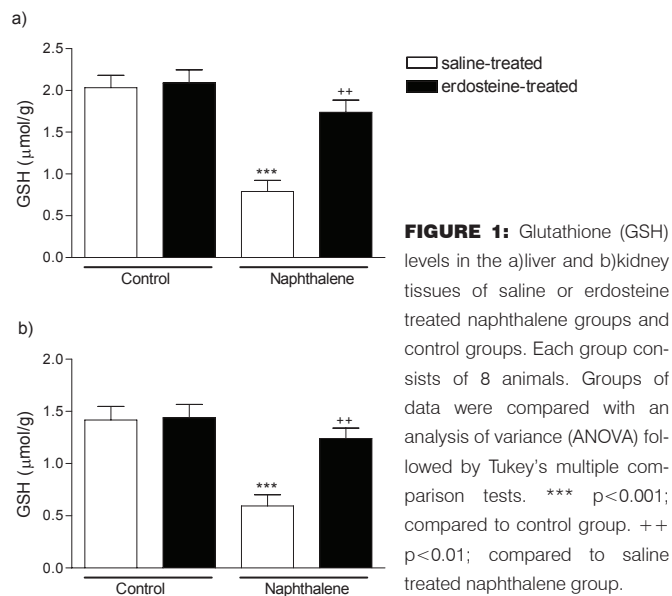 a)
2.5
2.0
1.5
1.0
0.5
0.0
GSH (μmol/g)
***
++
Control
Naphthalene
saline-treated
erdosteine-treated
b)
2.0
1.5
1.0
0.5
0.0
GSH (μmol/g)
***
++
Control
Naphthalene
FIGURE 1: Glutathione (GSH)
levels in the a)liver and b)kidney
tissues of saline or erdosteine
treated naphthalene groups and
control groups. Each group con-
sists of 8 animals. Groups of
data were compared with an
analysis of variance (ANOVA) fol-
lowed by Tukey's multiple com-
parison tests. *** p<0.001;
compared to control group. ++
p<0.01; compared to saline
treated naphthalene group.